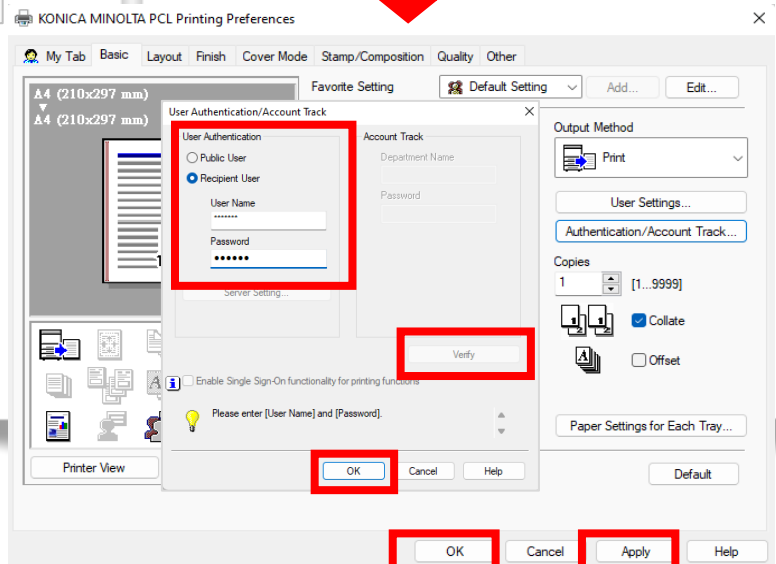 KONICA MINOLTA PCL Printing Preferences
My Tab Basic Layout Finish Cover Mode Stamp/Composition Quality Other
A4 (210x297 mm)
A4 (210x297 mm)
Favorite Setting Default Setting Add... Edit...
User Authentication/Account Track
User Authentication
Public User
Recipient User
User Name
*******
Password
●●●●●●
Server Setting...
Account Track
Department Name
Password
Verify
Enable Single Sign-On functionality for printing functions
Please enter [User Name] and [Password].
OK Cancel Help
Output Method
Print
User Settings...
Authentication/Account Track...
Copies
1 [1...9999]
Collate
Offset
Paper Settings for Each Tray...
Printer View
Default
OK Cancel Apply Help